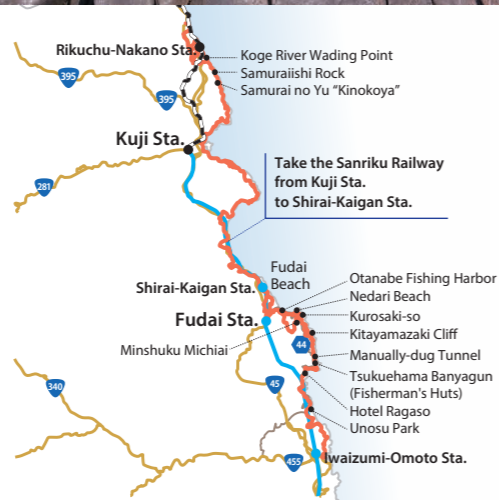 Rikuchu-Nakano Sta.
Koge River Wading Point
395
Samuraiishi Rock
395
Samurai no Yu “Kinokoya”
Kuji Sta.
281
Take the Sanriku Railway
from Kuji Sta.
to Shirai-Kaigan Sta.
Shirai-Kaigan Sta.
Fudai
Beach
Otanabe Fishing Harbor
Nedari Beach
Fudai Sta.
Kurosaki-so
Kitayamazaki Cliff
Minshuku Michiai
44
Manually-dug Tunnel
Tsukuehama Banyagun
(Fisherman's Huts)
340
45
Hotel Ragaso
Unosu Park
455
Iwaizumi-Omoto Sta.